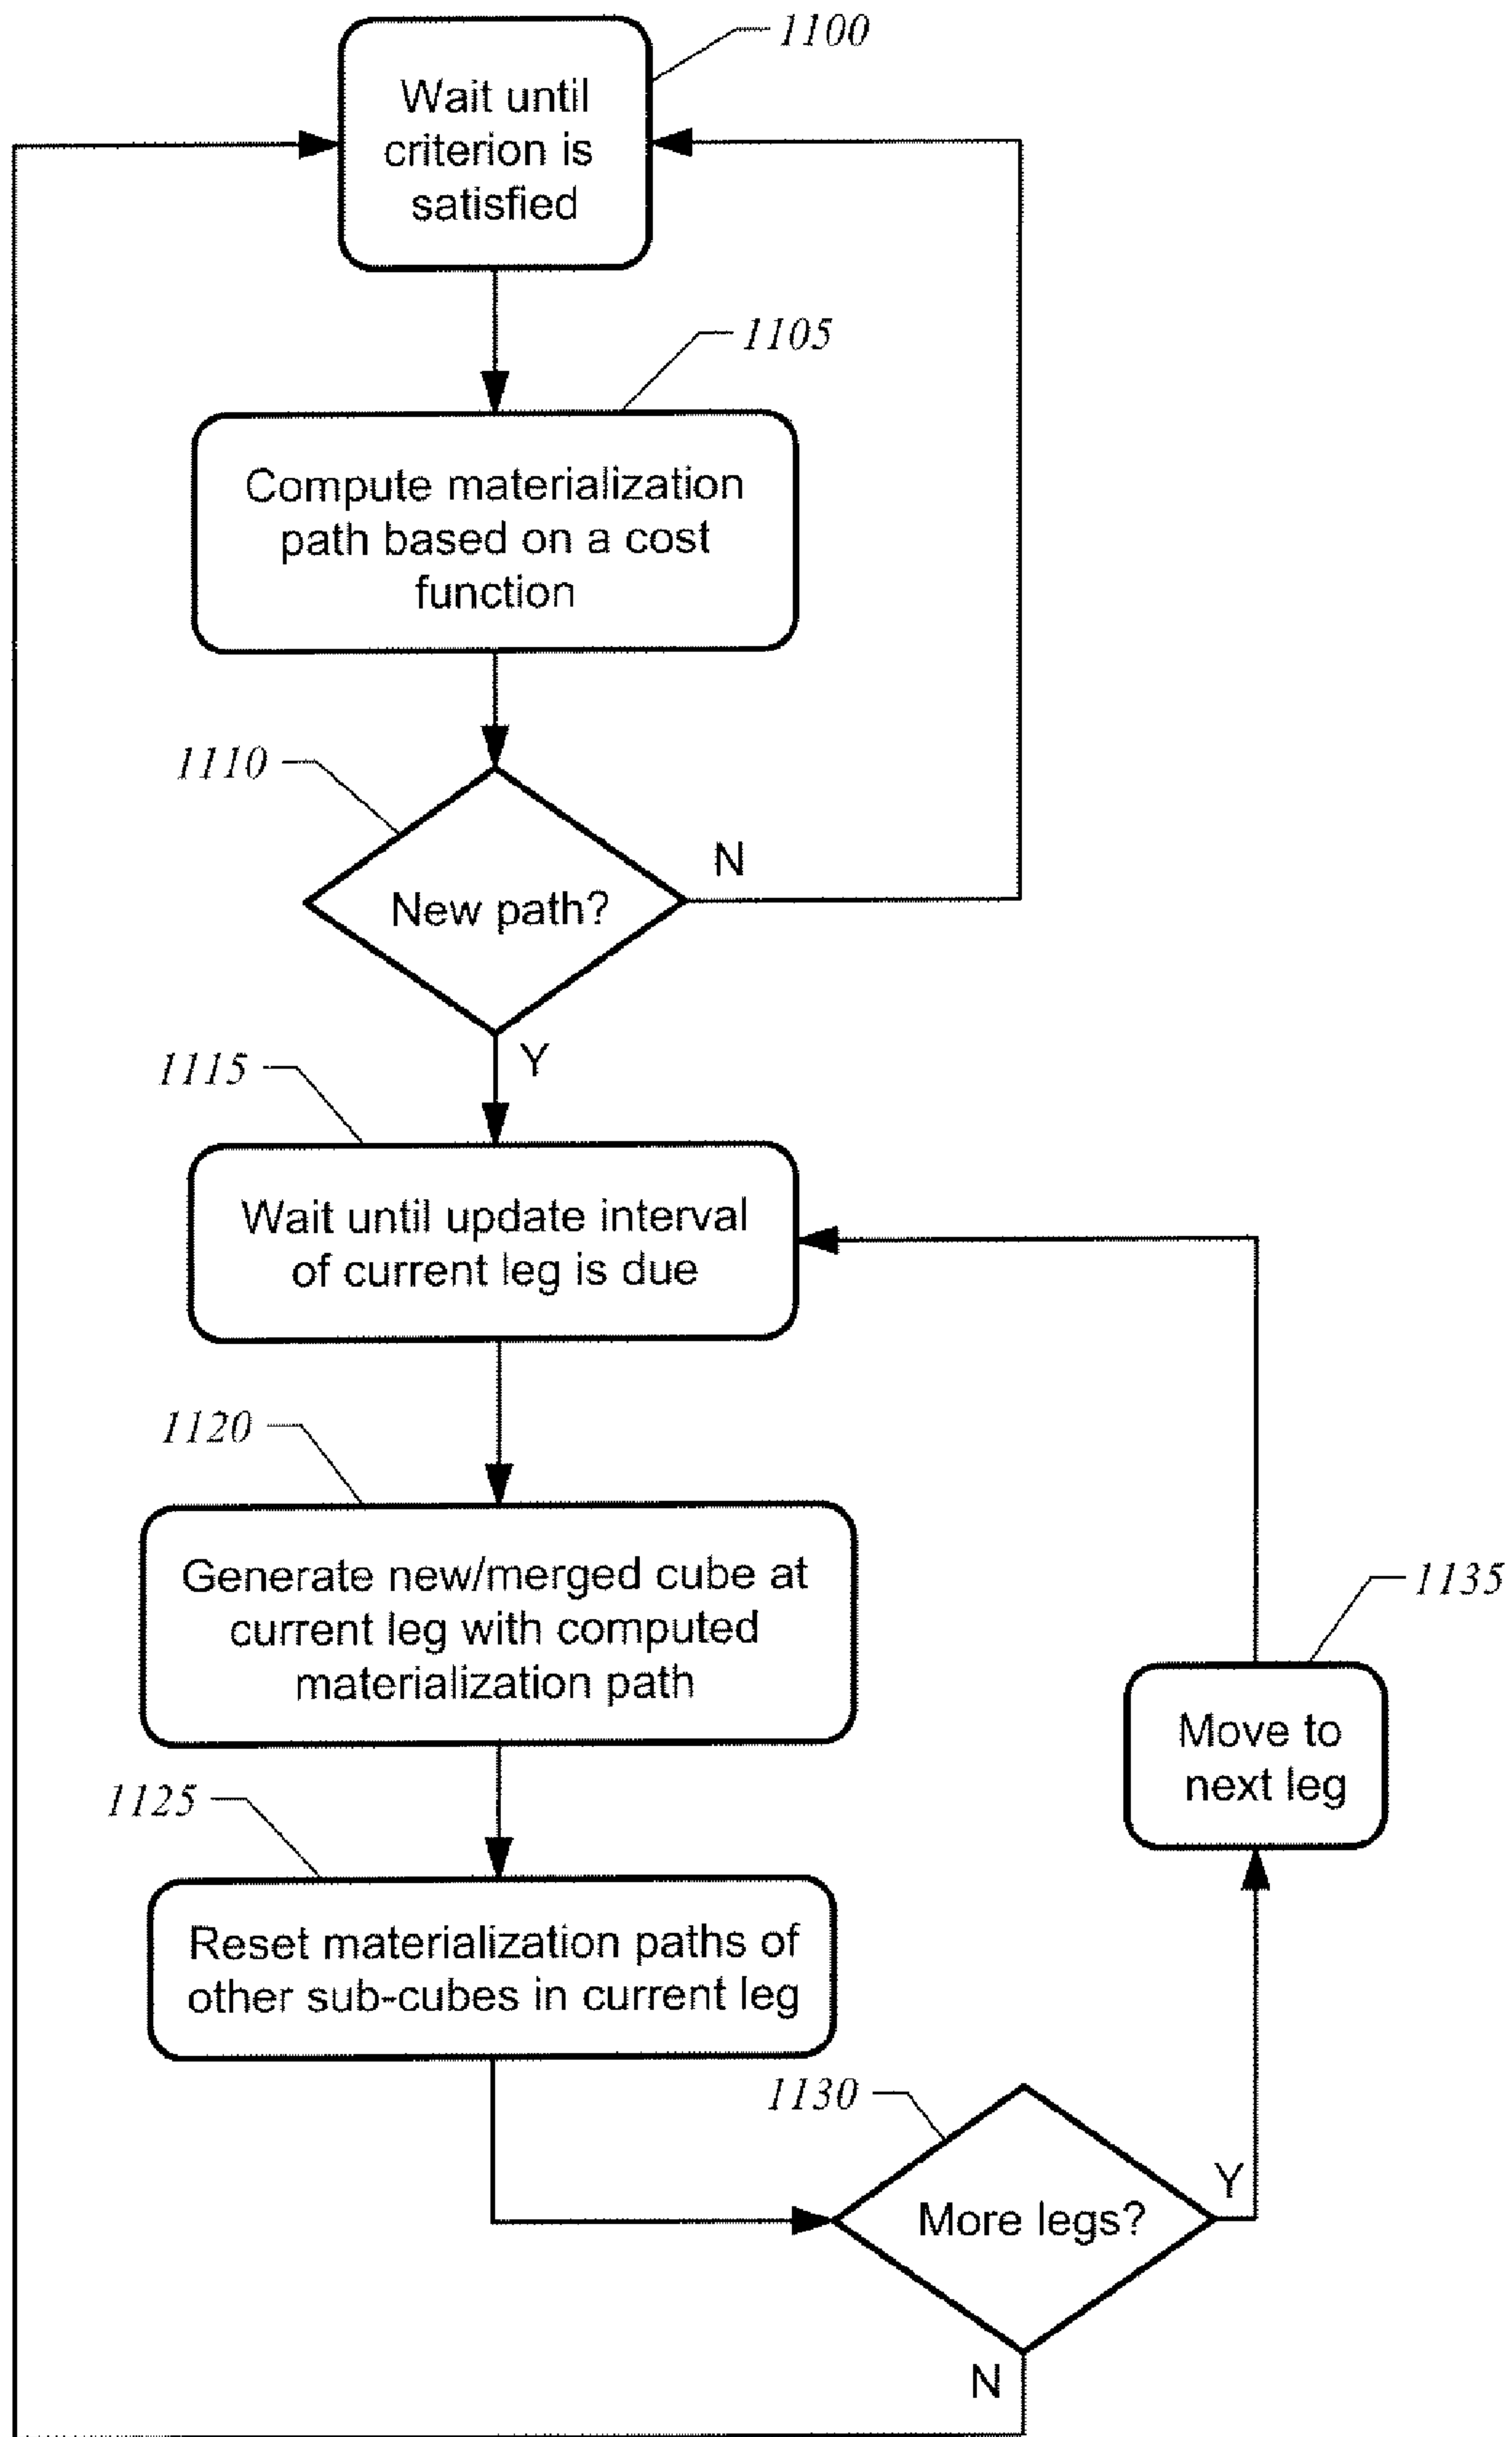 1100
Wait until
criterion is
satisfied
1105
Compute materialization
path based on a cost
function
1110
New path?
N
Y
1115
Wait until update interval
of current leg is due
1120
Generate new/merged cube at
current leg with computed
materialization path
1135
Move to
next leg
1125
Reset materialization paths of
other sub-cubes in current leg
1130
More legs?
Y
N